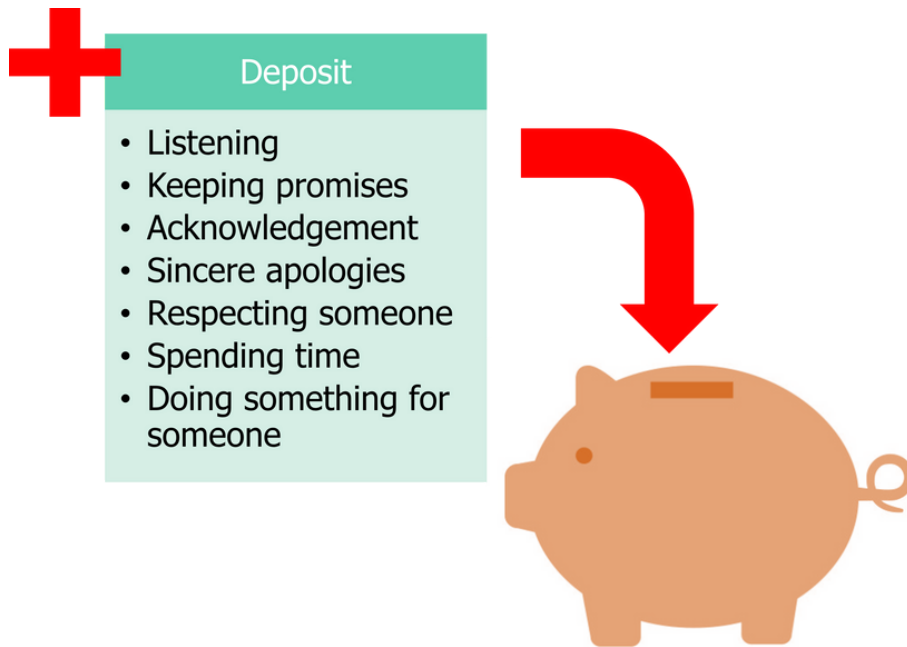 Deposit
• Listening
• Keeping promises
• Acknowledgement
• Sincere apologies
• Respecting someone
• Spending time
• Doing something for
someone